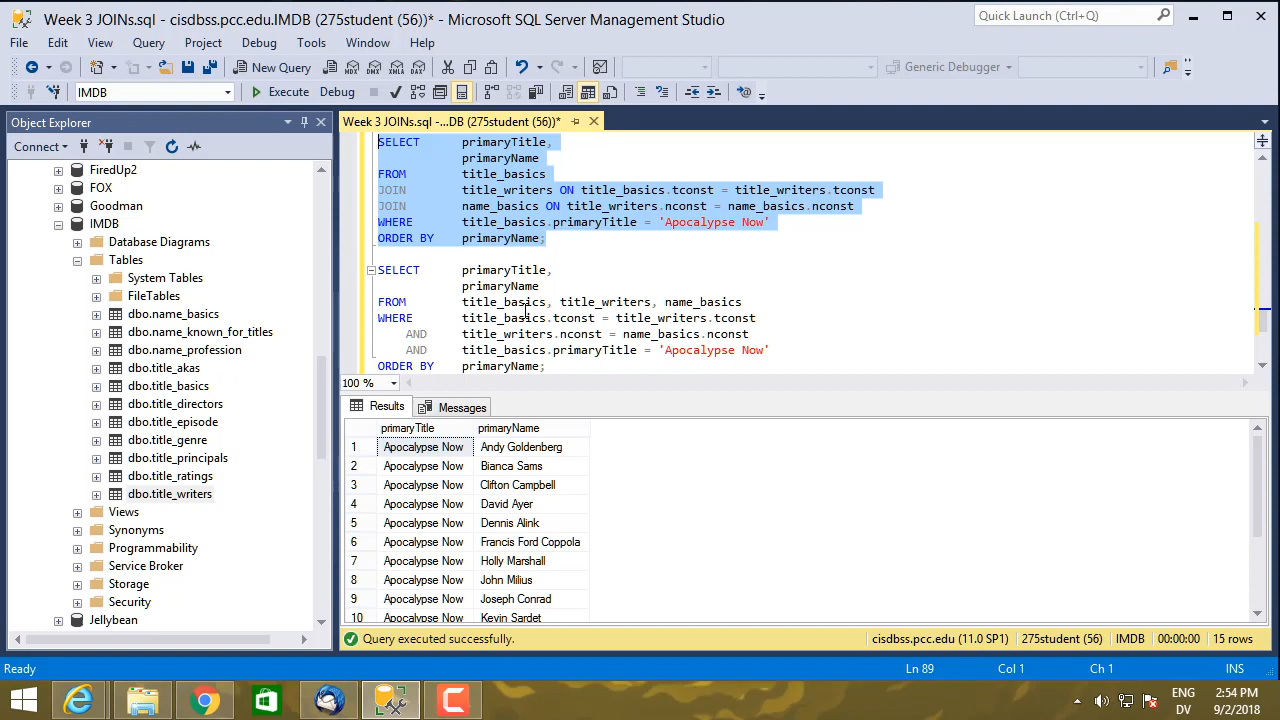 Week 3 JOINs.sql - cisdbss.pcc.edu.IMDB (275student (56))* - Microsoft SQL Server Management Studio
Quick Launch (Ctrl+Q)
File Edit View Query Project Debug Tools Window Help
New Query
Generic Debugger
IMDB
Execute Debug
Object Explorer
Week 3 JOINs.sql -...DB (275student (56))*
Connect
FiredUp2
FOX
Goodman
IMDB
Database Diagrams
Tables
System Tables
FileTables
dbo.name_basics
dbo.name_known_for_titles
dbo.name_profession
dbo.title_akas
dbo.title_basics
dbo.title_directors
dbo.title_episode
dbo.title_genre
dbo.title_principals
dbo.title_ratings
dbo.title_writers
Views
Synonyms
Programmability
Service Broker
Storage
Security
Jellybean
SELECT primaryTitle,
primaryName
FROM title_basics
JOIN title_writers ON title_basics.tconst = title_writers.tconst
JOIN name_basics ON title_writers.nconst = name_basics.nconst
WHERE title_basics.primaryTitle = 'Apocalypse Now'
ORDER BY primaryName;
SELECT primaryTitle,
primaryName
FROM title_basics, title_writers, name_basics
WHERE title_basics.tconst = title_writers.tconst
AND title_writers.nconst = name_basics.nconst
AND title_basics.primaryTitle = 'Apocalypse Now'
ORDER BY primaryName;
100 %
Results Messages
primaryTitle primaryName
1 Apocalypse Now Andy Goldenberg
2 Apocalypse Now Bianca Sams
3 Apocalypse Now Clifton Campbell
4 Apocalypse Now David Ayer
5 Apocalypse Now Dennis Alink
6 Apocalypse Now Francis Ford Coppola
7 Apocalypse Now Holly Marshall
8 Apocalypse Now John Milius
9 Apocalypse Now Joseph Conrad
10 Apocalypse Now Kevin Sardet
Query executed successfully. cisdbss.pcc.edu (11.0 SP1) 275student (56) IMDB 00:00:00 15 rows
Ready Ln 89 Col 1 Ch 1 INS
ENG 2:54 PM
DV 9/2/2018